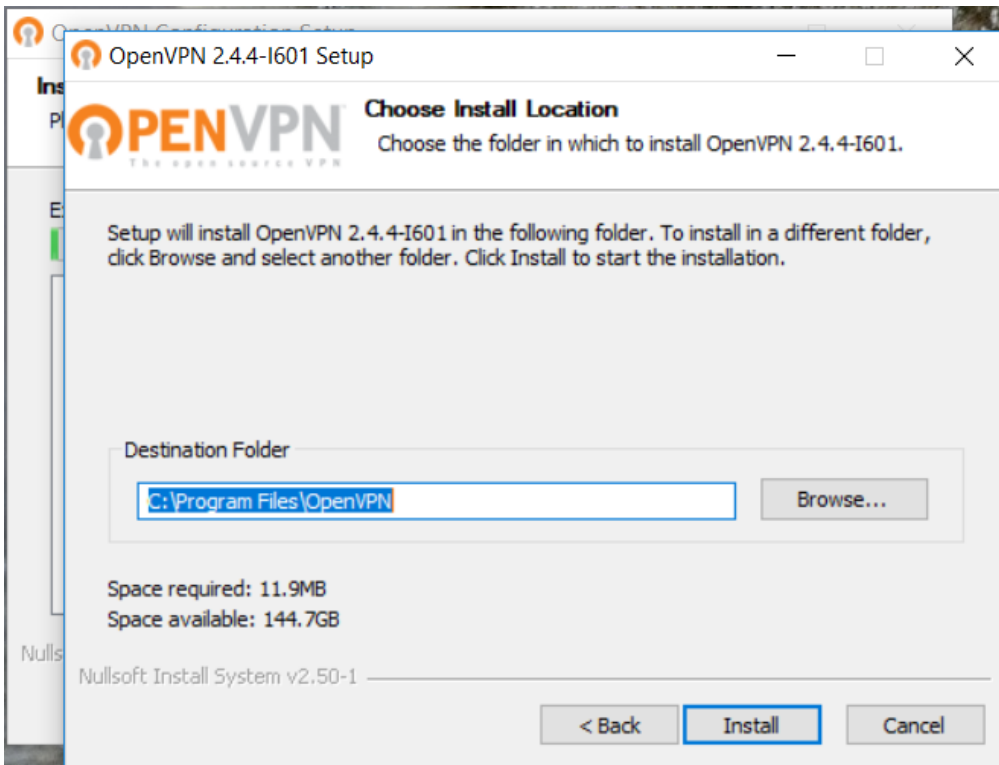 OpenVPN Configuration Setup
OpenVPN 2.4.4-I601 Setup
OPENVPN
The open source VPN
Choose Install Location
Choose the folder in which to install OpenVPN 2.4.4-I601.
Setup will install OpenVPN 2.4.4-I601 in the following folder. To install in a different folder,
click Browse and select another folder. Click Install to start the installation.
Destination Folder
C:\Program Files\OpenVPN
Browse...
Space required: 11.9MB
Space available: 144.7GB
Nullsoft Install System v2.50-1
< Back
Install
Cancel